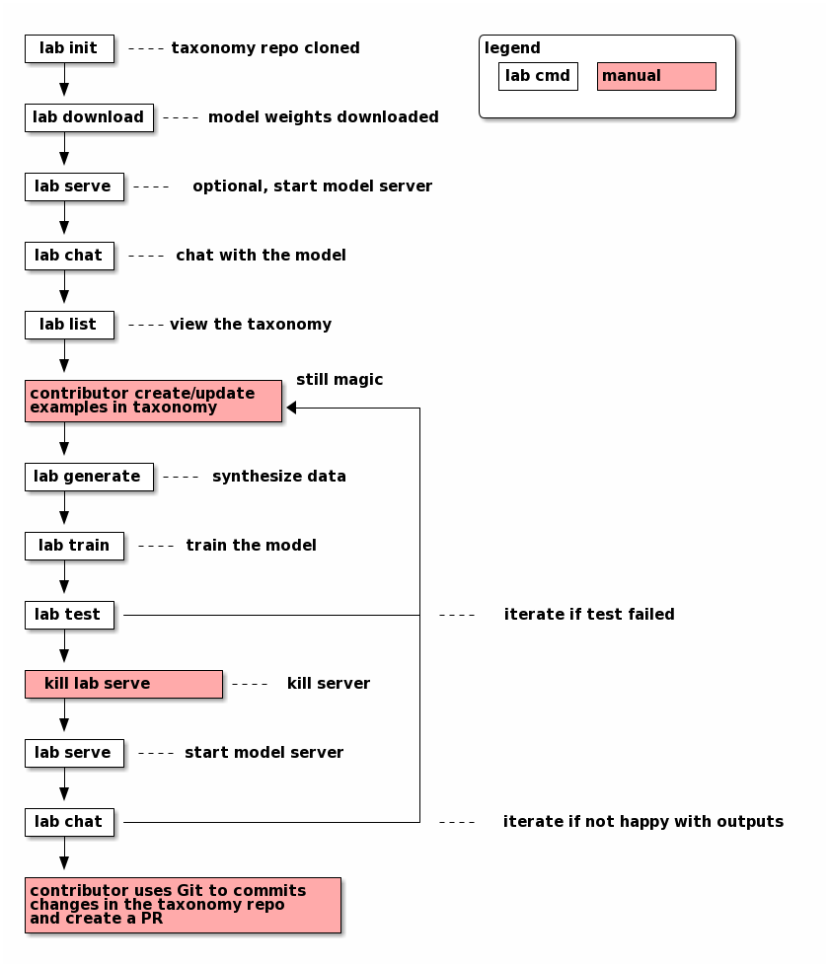 lab init ---- taxonomy repo cloned
legend
lab cmd manual
lab download ---- model weights downloaded
lab serve ---- optional, start model server
lab chat ---- chat with the model
lab list ---- view the taxonomy
still magic
contributor create/update
examples in taxonomy
lab generate ---- synthesize data
lab train ---- train the model
lab test ---- iterate if test failed
kill lab serve ---- kill server
lab serve ---- start model server
lab chat ---- iterate if not happy with outputs
contributor uses Git to commits
changes in the taxonomy repo
and create a PR